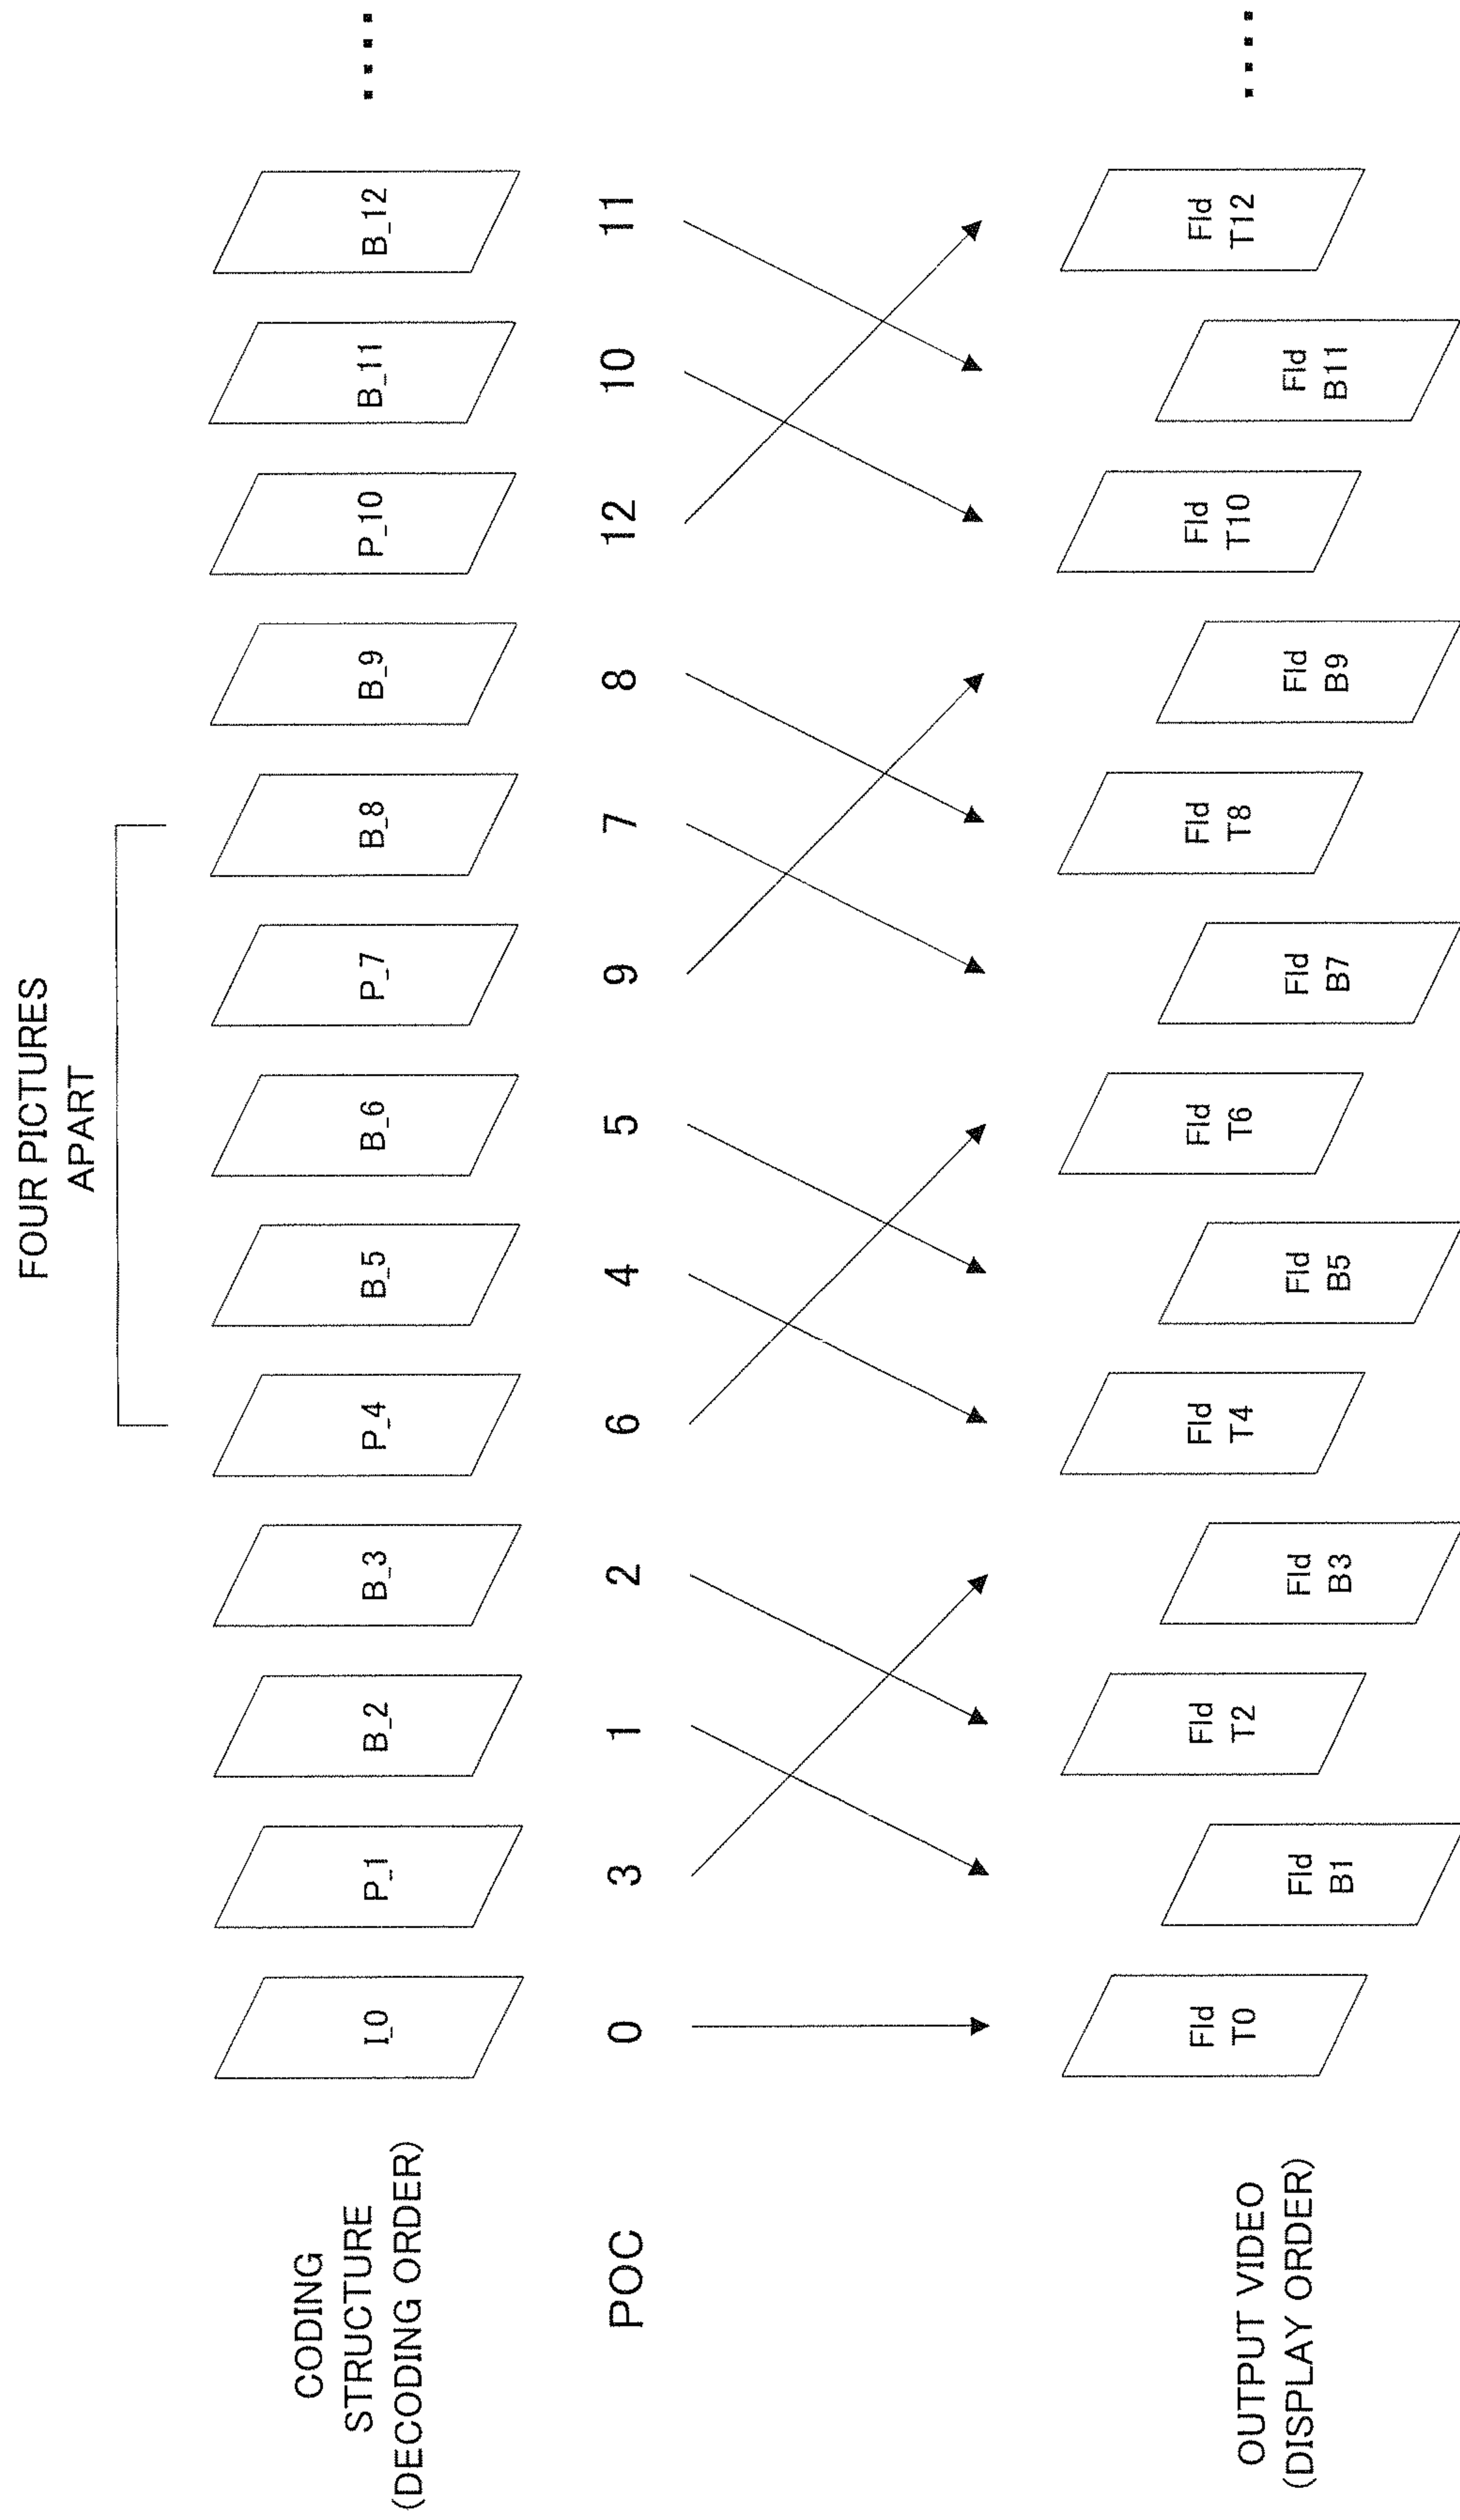 FOUR PICTURES
APART
CODING
STRUCTURE
(DECODING ORDER)
I_0 P_1 B_2 B_3 P_4 B_5 B_6 P_7 B_8 B_9 P_10 B_11 B_12
POC 0 3 1 2 6 4 5 9 7 8 12 10 11
OUTPUT VIDEO
(DISPLAY ORDER)
Fld
T0
Fld
B1
Fld
T2
Fld
B3
Fld
T4
Fld
B5
Fld
T6
Fld
B7
Fld
T8
Fld
B9
Fld
T10
Fld
B11
Fld
T12